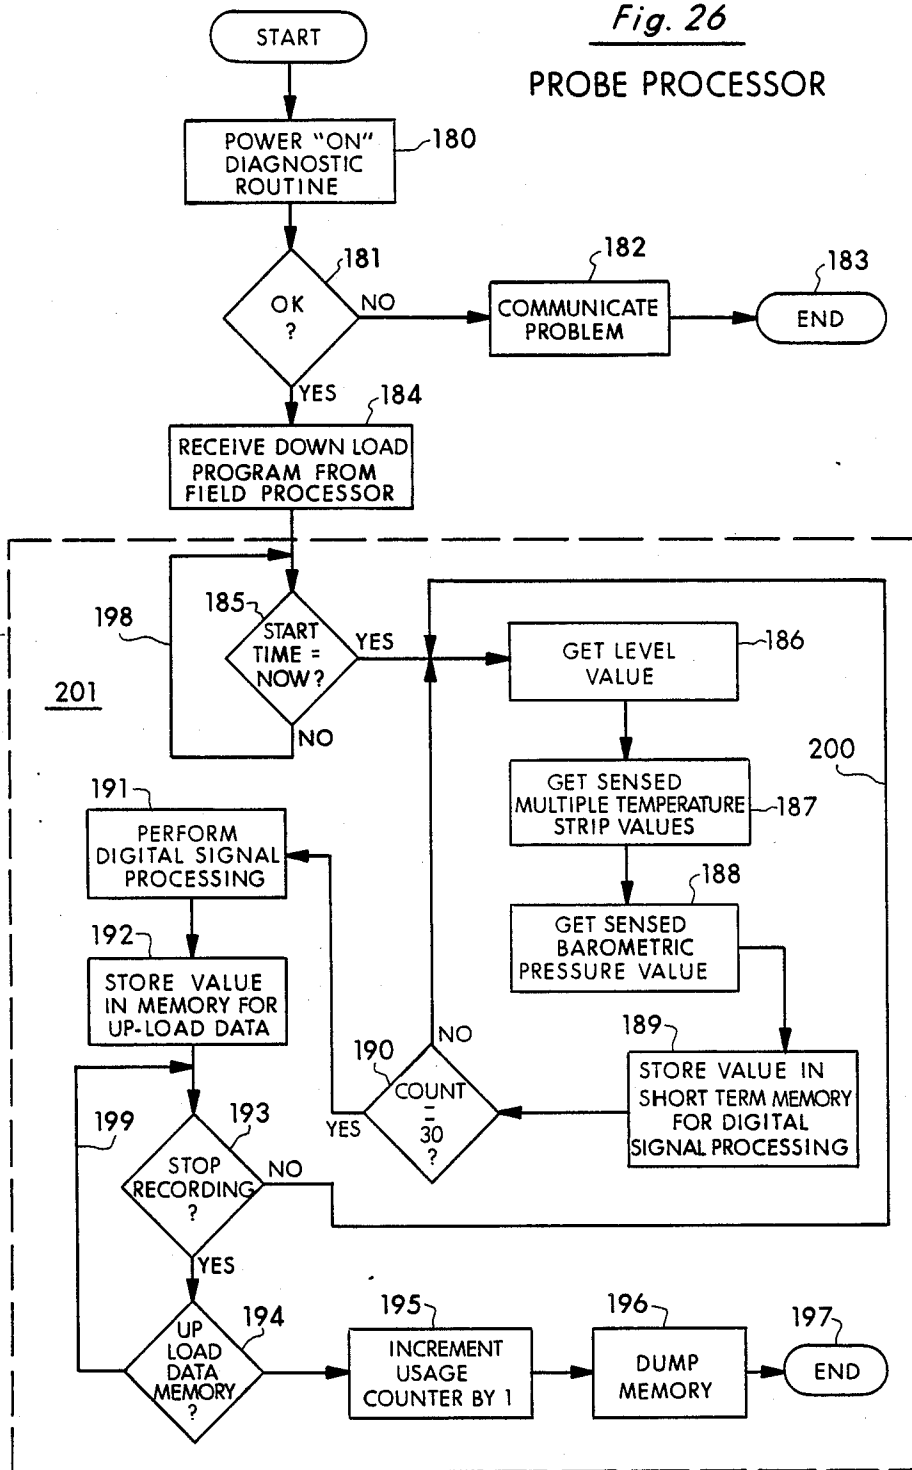 Fig. 26
PROBE PROCESSOR
START
POWER "ON"
DIAGNOSTIC
ROUTINE
180
OK
?
181
NO
COMMUNICATE
PROBLEM
182
END
183
YES
RECEIVE DOWN LOAD
PROGRAM FROM
FIELD PROCESSOR
184
201
198
185
START
TIME =
NOW?
YES
NO
GET LEVEL
VALUE
186
GET SENSED
MULTIPLE TEMPERATURE
STRIP VALUES
187
200
GET SENSED
BAROMETRIC
PRESSURE VALUE
188
STORE VALUE IN
SHORT TERM MEMORY
FOR DIGITAL
SIGNAL PROCESSING
189
190
COUNT
=
30
?
NO
YES
191
PERFORM
DIGITAL SIGNAL
PROCESSING
192
STORE VALUE
IN MEMORY FOR
UP-LOAD DATA
199
193
STOP
RECORDING
?
NO
YES
194
UP
LOAD
DATA
MEMORY
?
195
INCREMENT
USAGE
COUNTER BY 1
196
DUMP
MEMORY
197
END